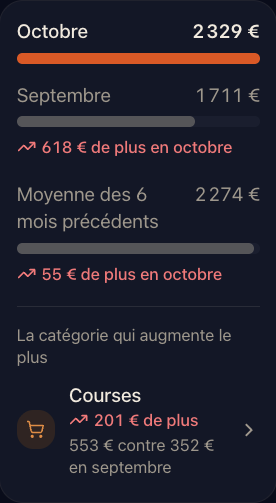 Octobre 2 329 €
Septembre 1 711 €
618 € de plus en octobre
Moyenne des 6 2 274 €
mois précédents
55 € de plus en octobre
La catégorie qui augmente le
plus
Courses
201 € de plus
553 € contre 352 €
en septembre